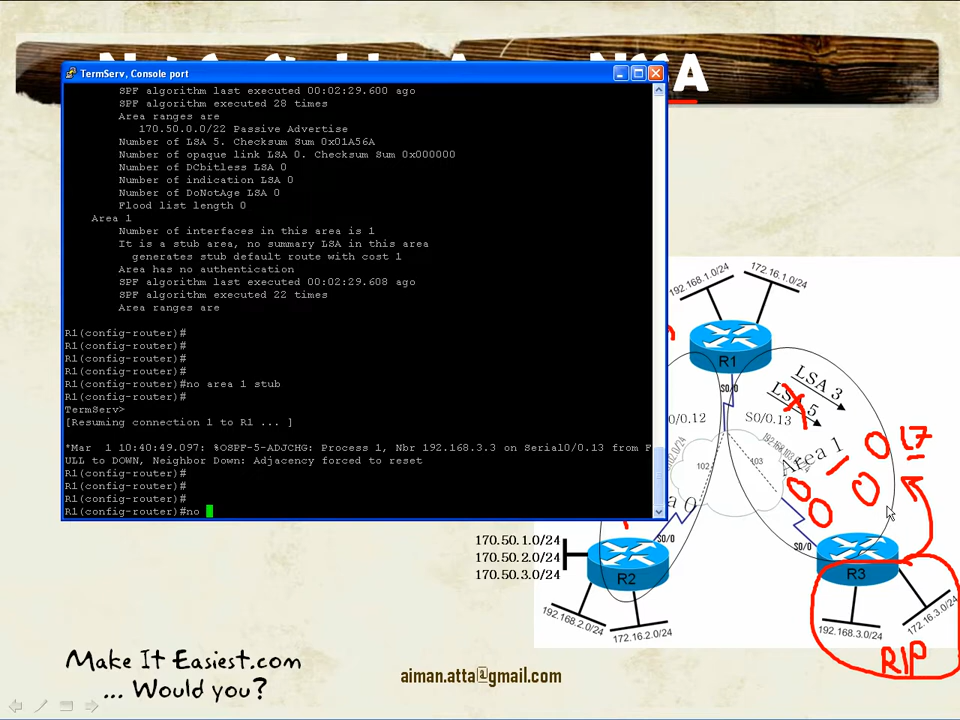 TermServ, Console port
SPF algorithm last executed 00:02:29.600 ago
SPF algorithm executed 28 times
Area ranges are
170.50.0.0/22 Passive Advertise
Number of LSA 5. Checksum Sum 0x01A56A
Number of opaque link LSA 0. Checksum Sum 0x000000
Number of DCbitless LSA 0
Number of indication LSA 0
Number of DoNotAge LSA 0
Flood list length 0
Area 1
Number of interfaces in this area is 1
It is a stub area, no summary LSA in this area
generates stub default route with cost 1
Area has no authentication
SPF algorithm last executed 00:02:29.608 ago
SPF algorithm executed 22 times
Area ranges are
R1(config-router)#
R1(config-router)#
R1(config-router)#
R1(config-router)#
R1(config-router)#no area 1 stub
R1(config-router)#
TermServ>
[Resuming connection 1 to R1 ... ]
*Mar 1 10:40:49.097: %OSPF-5-ADJCHG: Process 1, Nbr 192.168.3.3 on Serial0/0.13 from F
ULL to DOWN, Neighbor Down: Adjacency forced to reset
R1(config-router)#
R1(config-router)#
R1(config-router)#
R1(config-router)#no
192.168.1.0/24
172.16.1.0/24
R1
S0/0
LSA 3
LSA 5
0/0.12
S0/0.13
Area 1
L7
102
103
S0/0
S0/0
170.50.1.0/24
170.50.2.0/24
170.50.3.0/24
R2
R3
192.168.2.0/24
172.16.2.0/24
192.168.3.0/24
172.16.3.0/24
RIP
Make It Easiest.com
... Would you?
aiman.atta@gmail.com